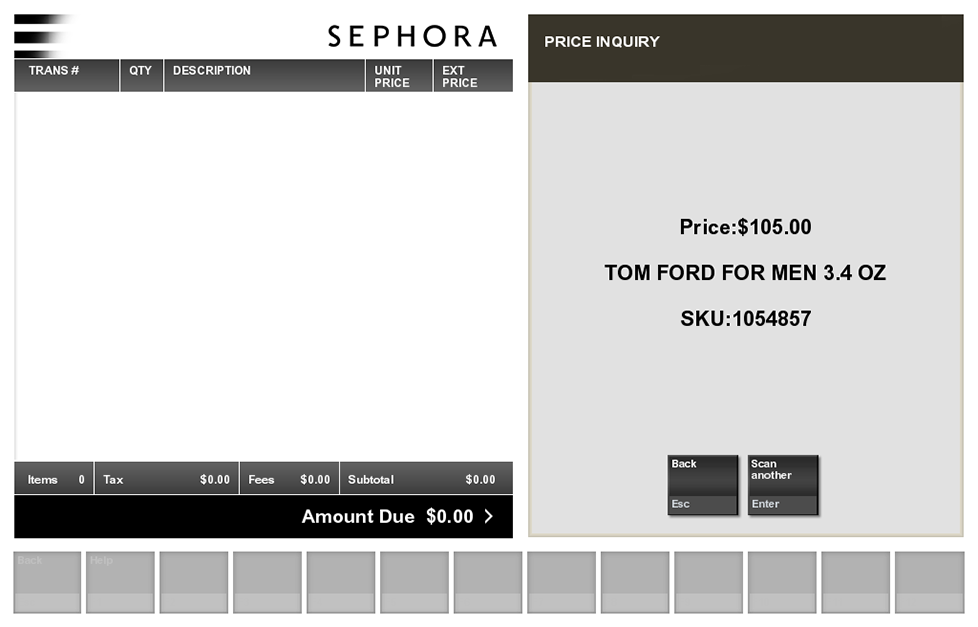 SEPHORA
TRANS # QTY DESCRIPTION UNIT PRICE EXT PRICE
Items 0 Tax $0.00 Fees $0.00 Subtotal $0.00
Amount Due $0.00 >
PRICE INQUIRY
Price:$105.00
TOM FORD FOR MEN 3.4 OZ
SKU:1054857
Back Scan another
Esc Enter
Back Help